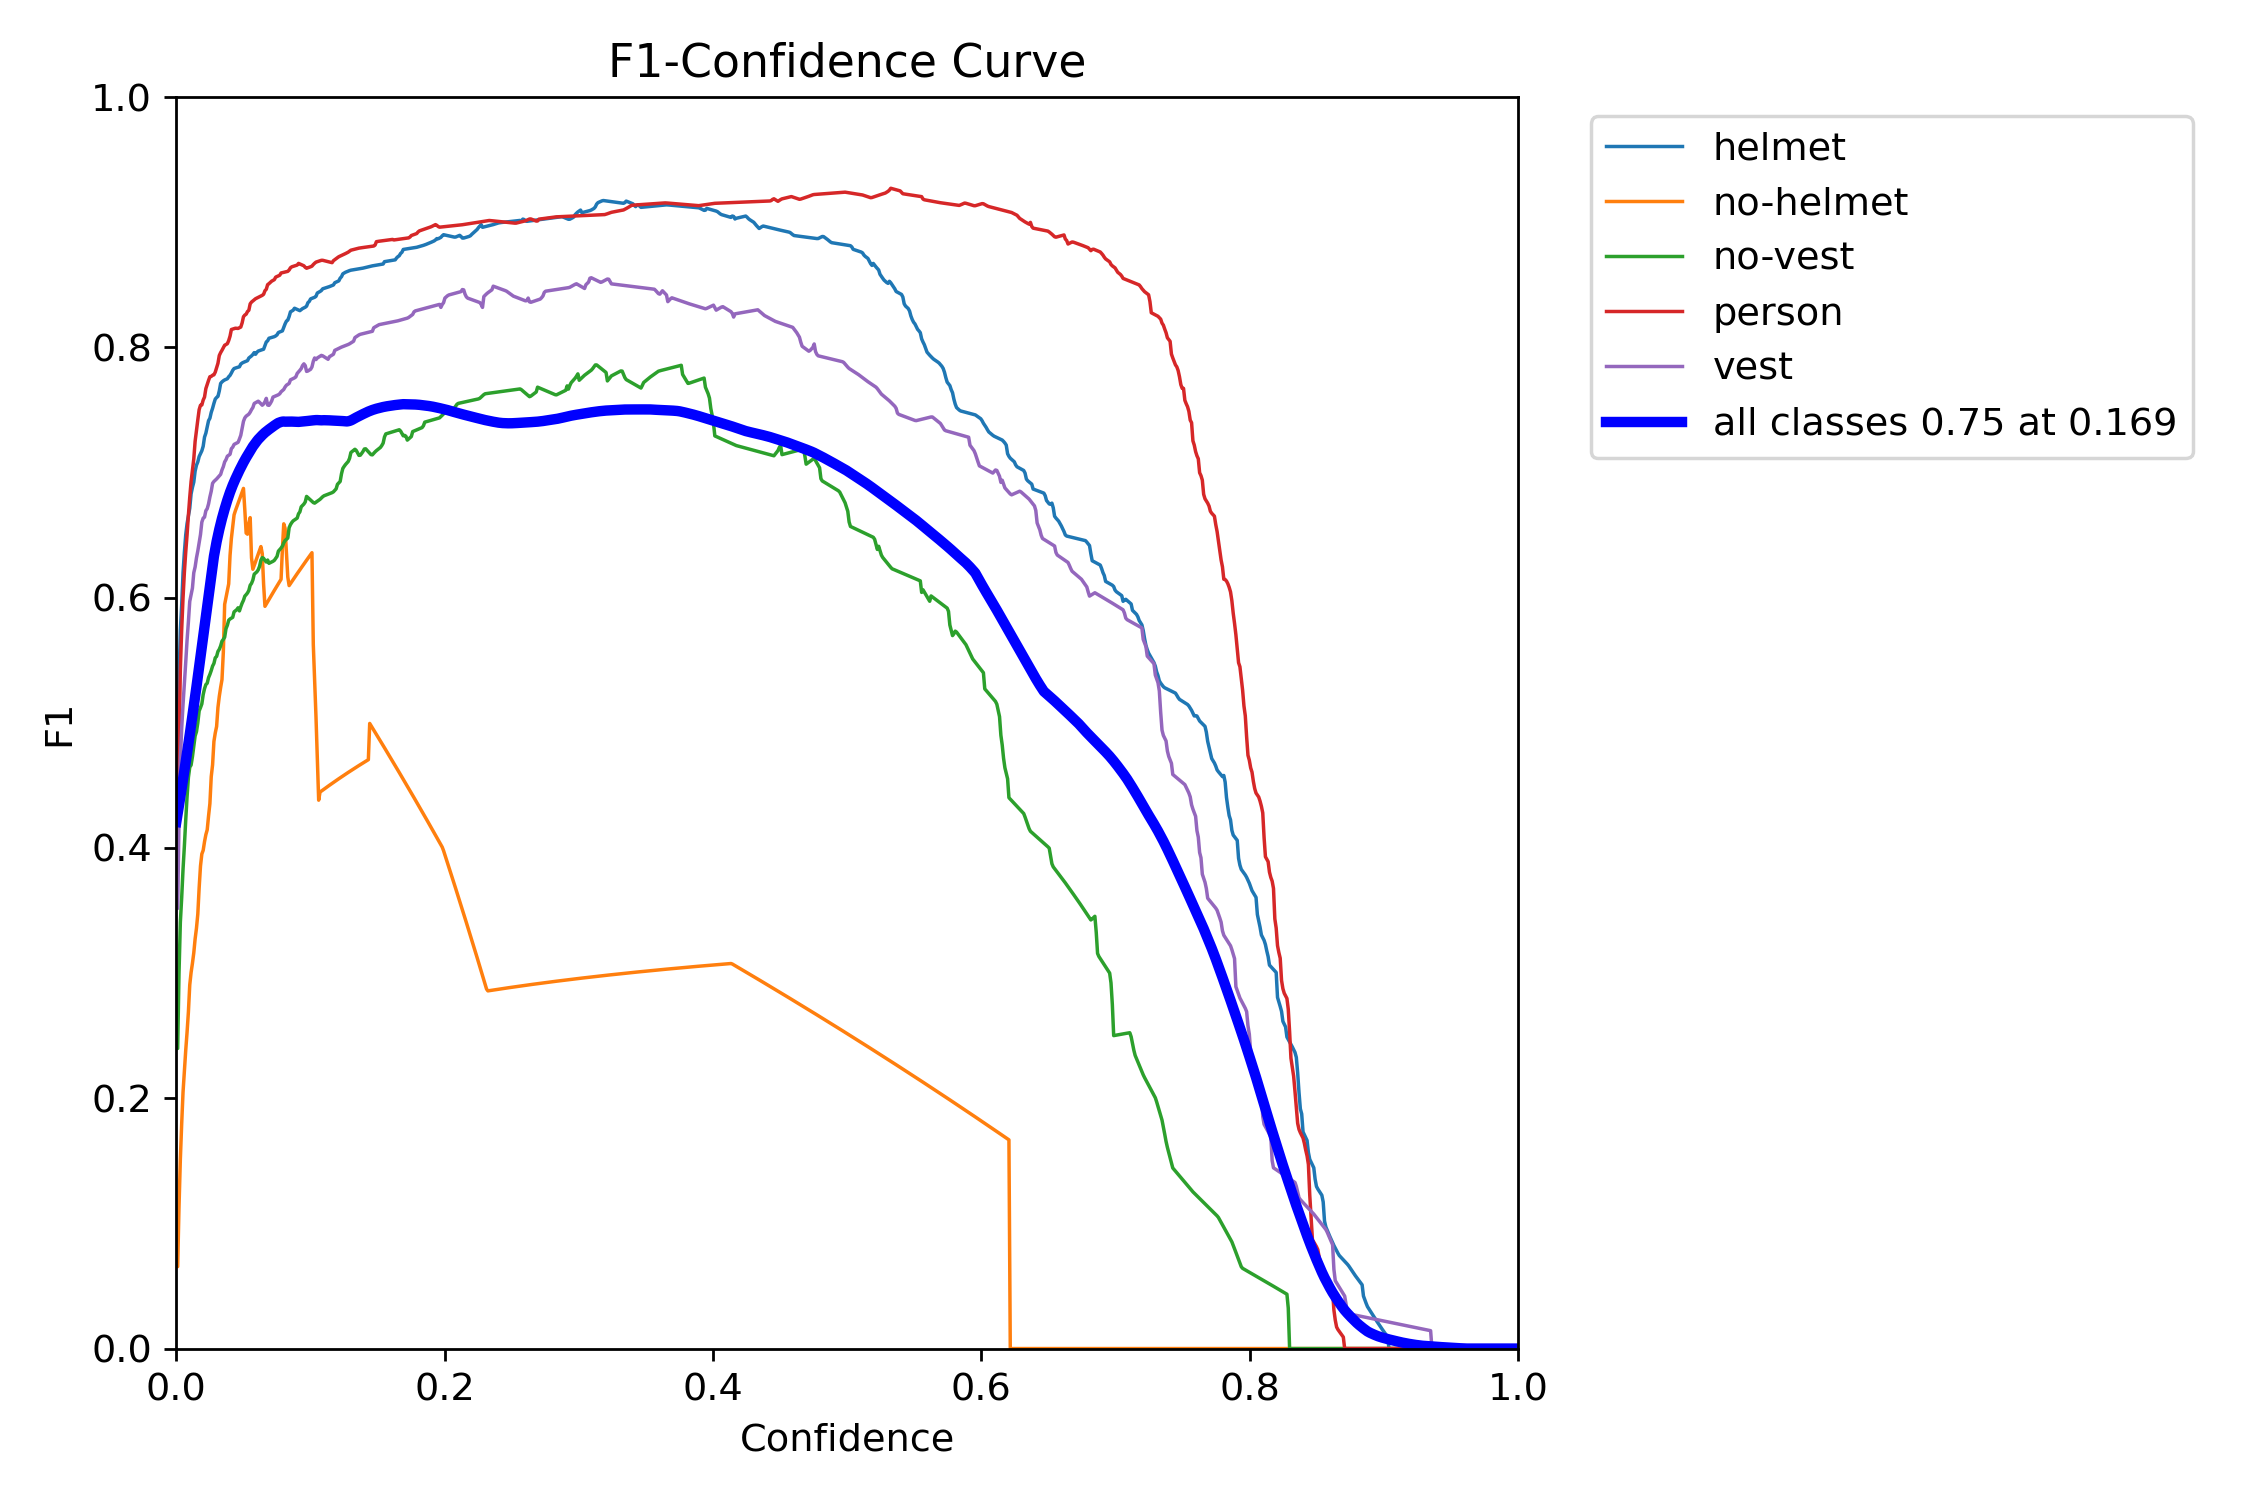 F1-Confidence Curve
1.0
0.8
0.6
0.4
0.2
0.0
F1
0.0 0.2 0.4 0.6 0.8 1.0
Confidence
helmet
no-helmet
no-vest
person
vest
all classes 0.75 at 0.169